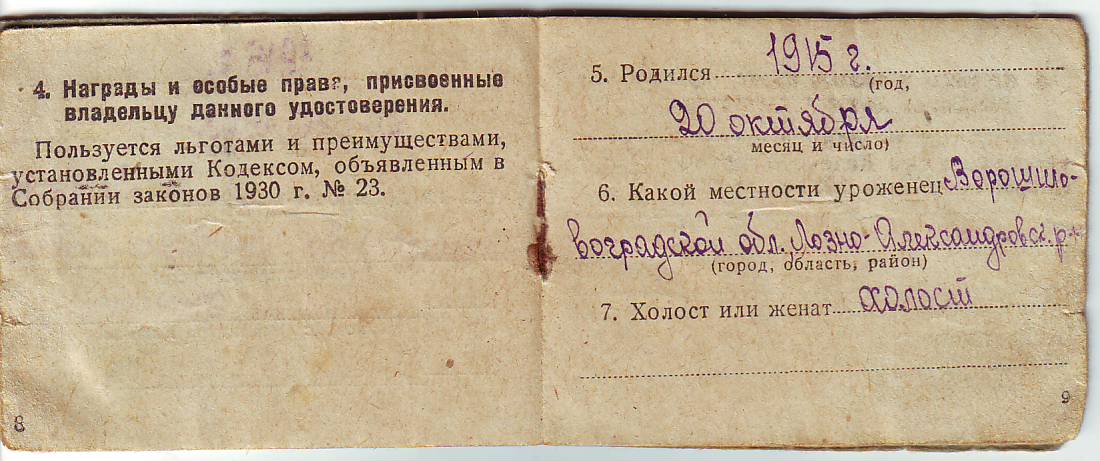 4. Награды и особые права, присвоенные
владельцу данного удостоверения.
Пользуется льготами и преимуществами,
установленными Кодексом, объявленным в
Собрании законов 1930 г. № 23.
8
5. Родился 1915 г.
(год,
20 октября
месяц и число)
6. Какой местности уроженец Ворошило-
воградской обл., Лозно-Александровск. р-н
(город, область, район)
7. Холост или женат холост
9